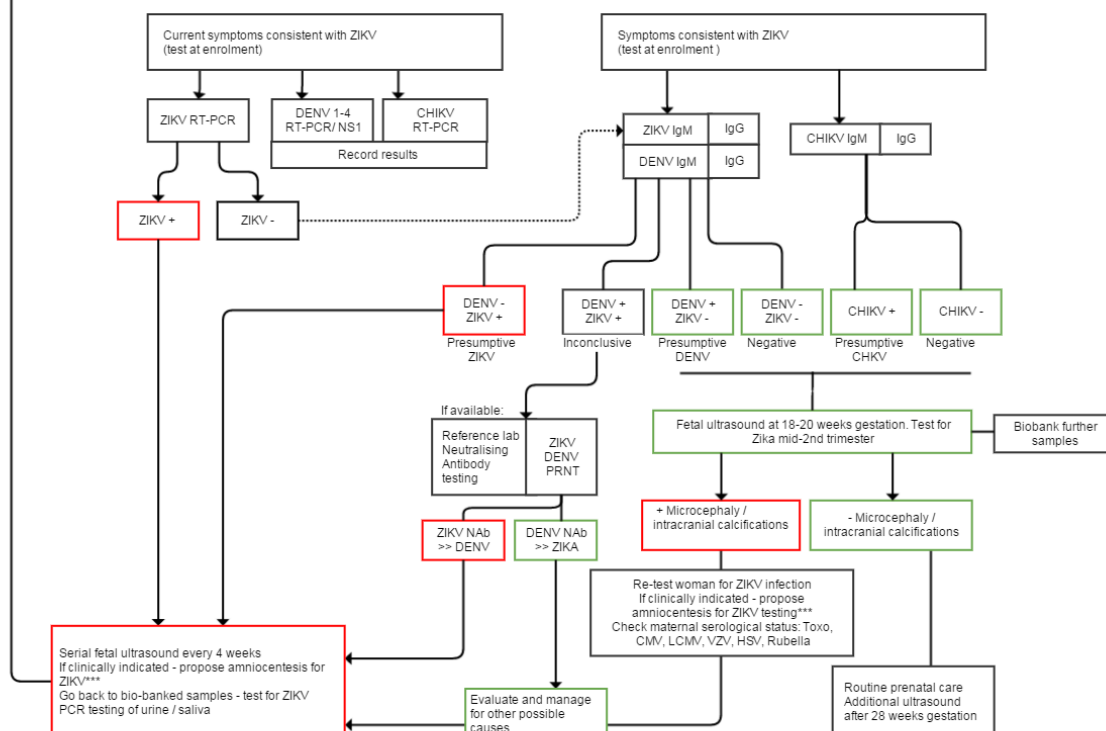 Current symptoms consistent with ZIKV
(test at enrolment)
Symptoms consistent with ZIKV
(test at enrolment )
ZIKV RT-PCR
DENV 1-4
RT-PCR/ NS1
CHIKV
RT-PCR
Record results
ZIKV IgM
IgG
DENV IgM
IgG
CHIKV IgM
IgG
ZIKV +
ZIKV -
DENV -
ZIKV +
Presumptive
ZIKV
DENV +
ZIKV +
Inconclusive
DENV +
ZIKV -
Presumptive
DENV
DENV -
ZIKV -
Negative
CHIKV +
Presumptive
CHKV
CHIKV -
Negative
If available:
Reference lab
Neutralising
Antibody
testing
ZIKV
DENV
PRNT
Fetal ultrasound at 18-20 weeks gestation. Test for
Zika mid-2nd trimester
Biobank further
samples
ZIKV NAb
>> DENV
DENV NAb
>> ZIKA
+ Microcephaly /
intracranial calcifications
- Microcephaly /
intracranial calcifications
Re-test woman for ZIKV infection
If clinically indicated - propose
amniocentesis for ZIKV testing***
Check maternal serological status: Toxo,
CMV, LCMV, VZV, HSV, Rubella
Serial fetal ultrasound every 4 weeks
If clinically indicated - propose amniocentesis for
ZIKV***
Go back to bio-banked samples - test for ZIKV
PCR testing of urine / saliva
Evaluate and manage
for other possible
causes
Routine prenatal care
Additional ultrasound
after 28 weeks gestation